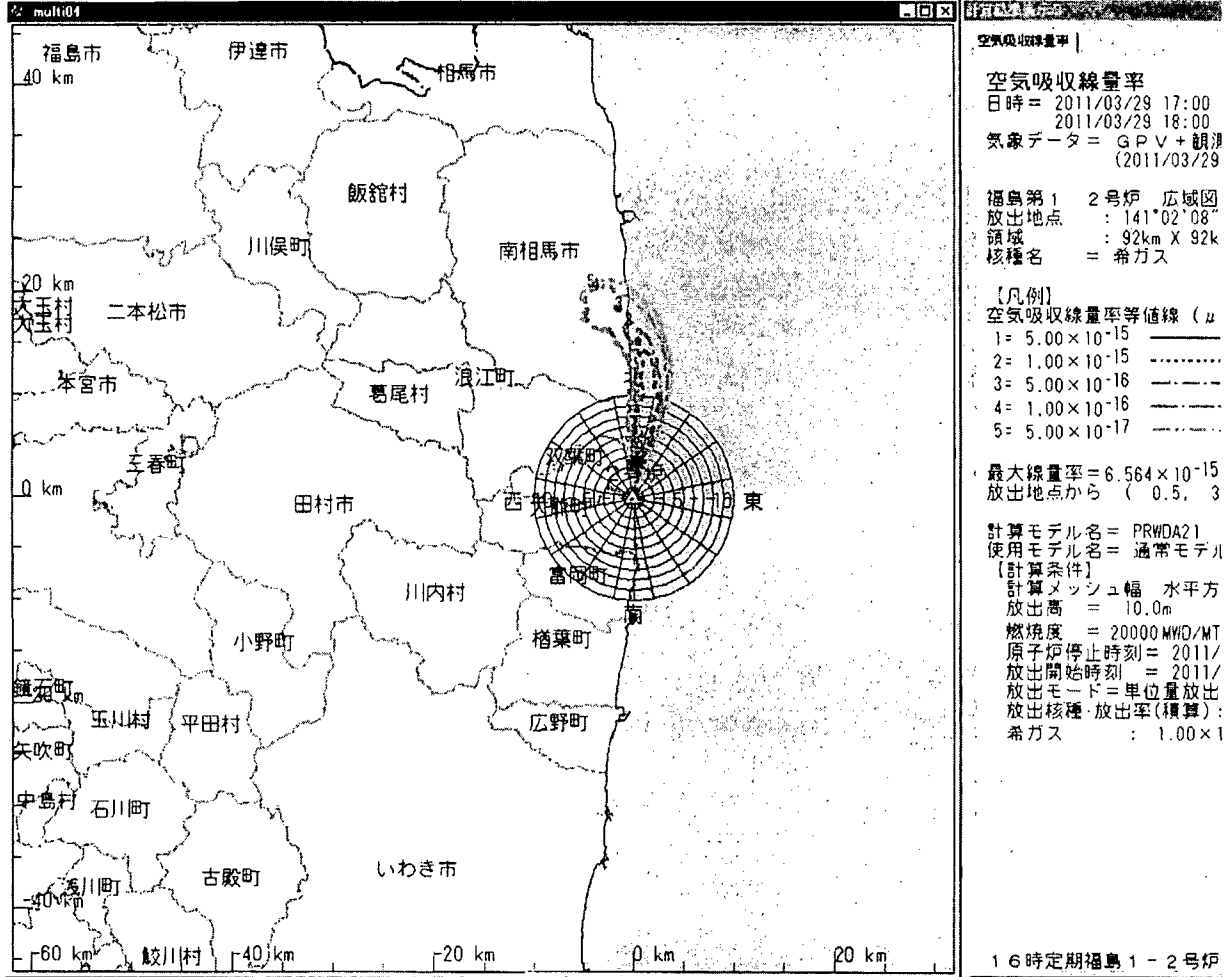 multi04
福島市
伊達市
相馬市
40 km
飯舘村
川俣町
南相馬市
20 km
大玉村
大玉村
二本松市
本宮市
葛尾村
浪江町
三春町
双葉町
0 km
田村市
西
東
富岡町
川内村
南
小野町
楢葉町
鏡石町
玉川村
平田村
広野町
矢吹町
中島村
石川町
いわき市
浅川町
古殿町
-40 km
鮫川村
-60 km
-40 km
-20 km
0 km
20 km
空気吸収線量率
空気吸収線量率
日時= 2011/03/29 17:00
2011/03/29 18:00
気象データ= GPV+観測
(2011/03/29
福島第1 2号炉 広域図
放出地点 : 141°02'08"
領域 : 92km X 92k
核種名 = 希ガス
【凡例】
空気吸収線量率等値線 (μ
1= 5.00×10-15
2= 1.00×10-15
3= 5.00×10-16
4= 1.00×10-16
5= 5.00×10-17
最大線量率=6.564×10-15
放出地点から ( 0.5, 3
計算モデル名= PRWDA21
使用モデル名= 通常モデル
【計算条件】
計算メッシュ幅 水平方
放出高 = 10.0m
燃焼度 = 20000MWD/MT
原子炉停止時刻= 2011/
放出開始時刻 = 2011/
放出モード=単位量放出
放出核種・放出率(積算):
希ガス : 1.00×1
16時定期福島1-2号炉